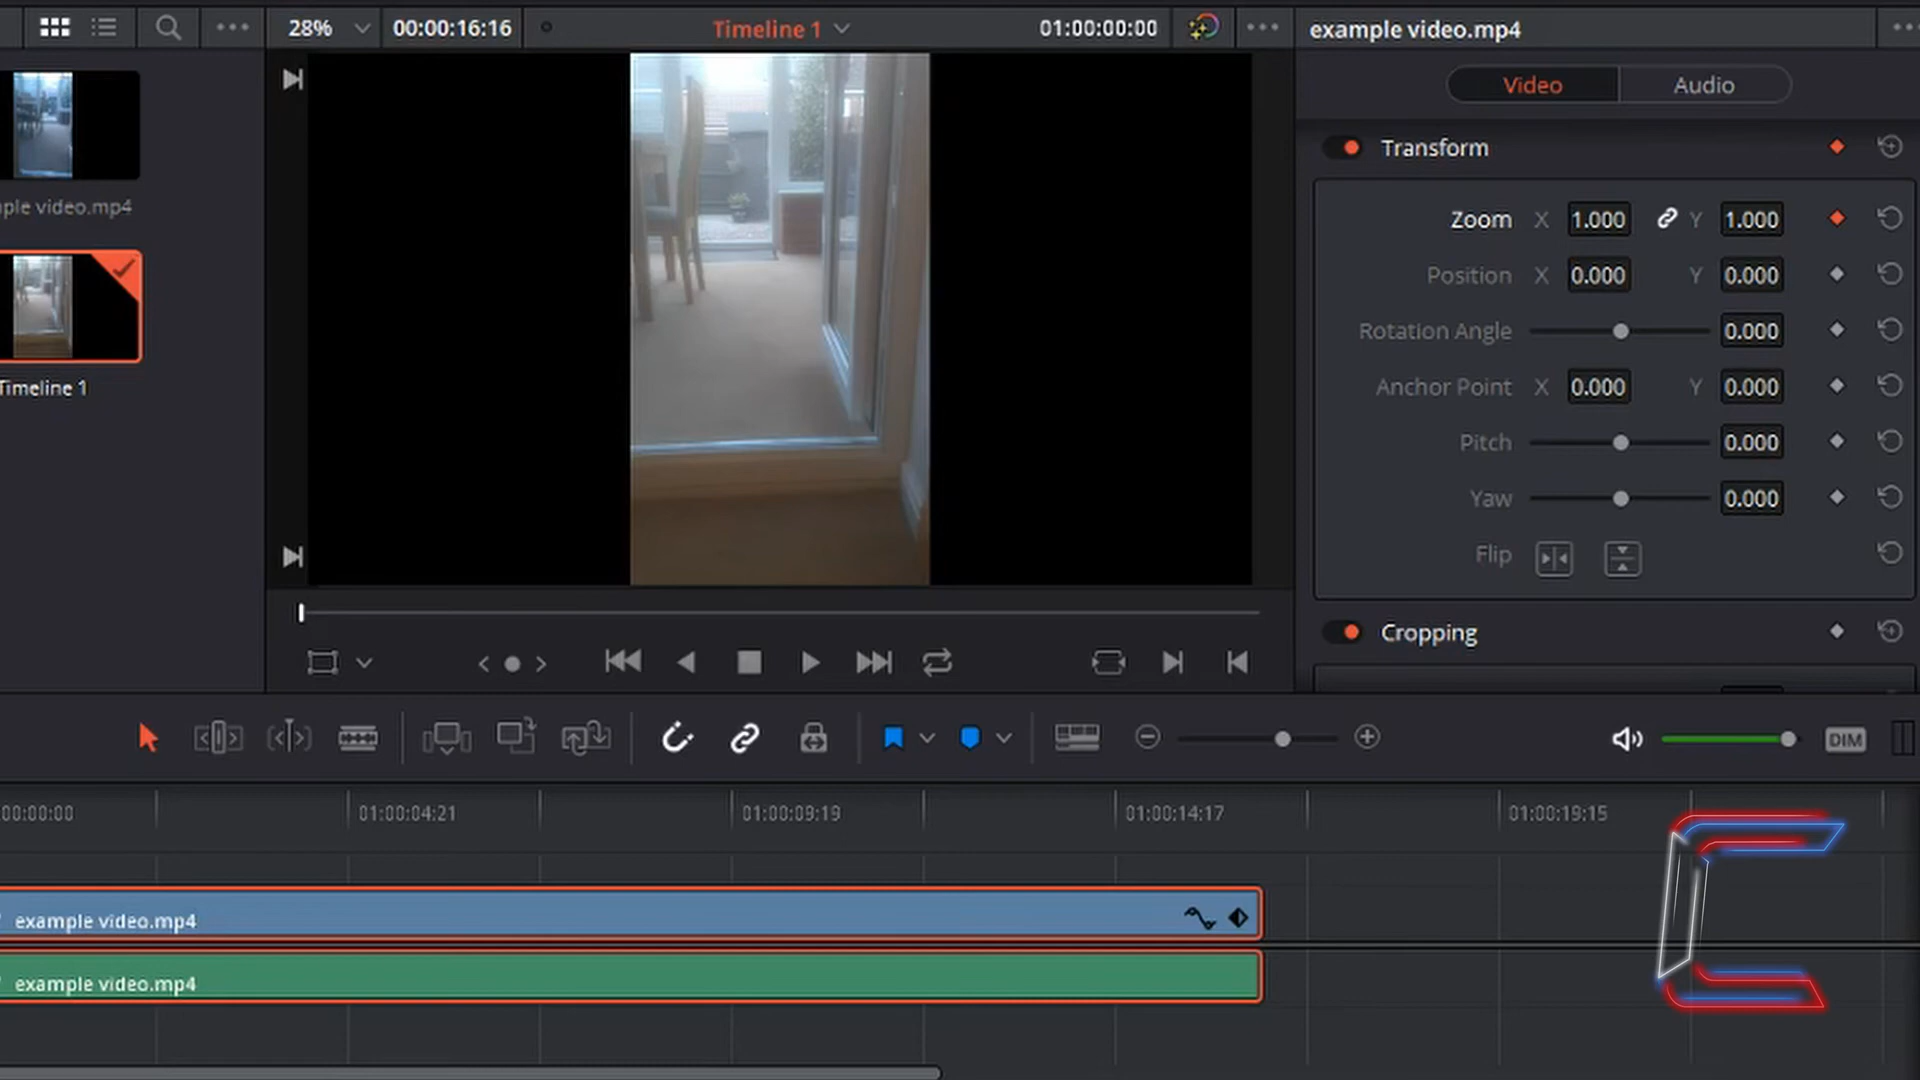 28%
00:00:16:16
Timeline 1
01:00:00:00
example video.mp4
Video
Audio
Transform
Zoom X 1.000 Y 1.000
Position X 0.000 Y 0.000
Rotation Angle 0.000
Anchor Point X 0.000 Y 0.000
Pitch 0.000
Yaw 0.000
Flip
Cropping
ple video.mp4
Timeline 1
DIM
00:00:00
01:00:04:21
01:00:09:19
01:00:14:17
01:00:19:15
example video.mp4
example video.mp4